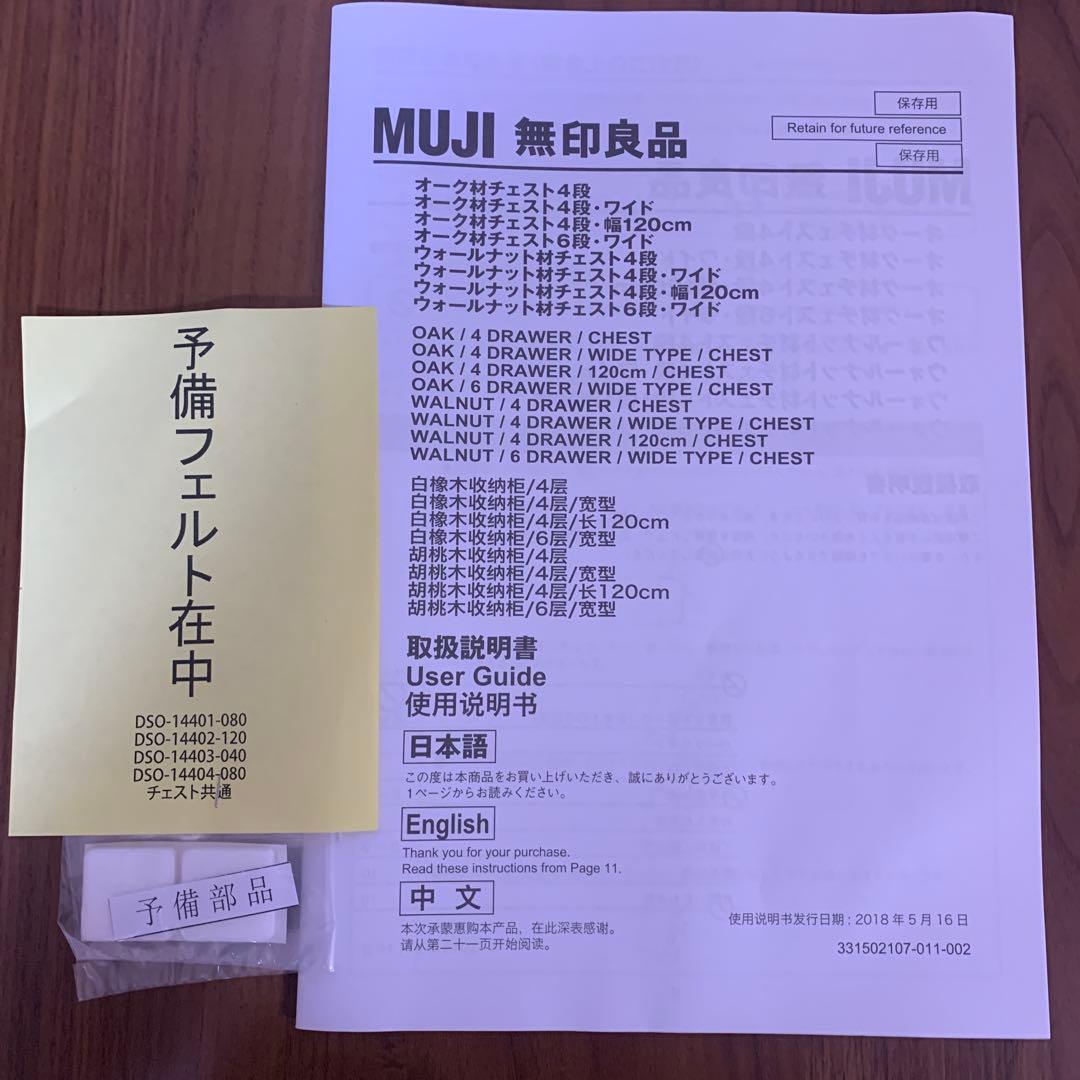 保存用
Retain for future reference
保存用
MUJI 無印良品
オーク材チェスト4段
オーク材チェスト4段・ワイド
オーク材チェスト4段・幅120cm
オーク材チェスト6段・ワイド
ウォールナット材チェスト4段
ウォールナット材チェスト4段・ワイド
ウォールナット材チェスト4段・幅120cm
ウォールナット材チェスト6段・ワイド
OAK / 4 DRAWER / CHEST
OAK / 4 DRAWER / WIDE TYPE / CHEST
OAK / 4 DRAWER / 120cm / CHEST
OAK / 6 DRAWER / WIDE TYPE / CHEST
WALNUT / 4 DRAWER / CHEST
WALNUT / 4 DRAWER / WIDE TYPE / CHEST
WALNUT / 4 DRAWER / 120cm / CHEST
WALNUT / 6 DRAWER / WIDE TYPE / CHEST
白橡木收纳柜/4层
白橡木收纳柜/4层/宽型
白橡木收纳柜/4层/长120cm
白橡木收纳柜/6层/宽型
胡桃木收纳柜/4层
胡桃木收纳柜/4层/宽型
胡桃木收纳柜/4层/长120cm
胡桃木收纳柜/6层/宽型
取扱説明書
User Guide
使用说明书
日本語
この度は本商品をお買い上げいただき、誠にありがとうございます。
1ページからお読みください。
English
Thank you for your purchase.
Read these instructions from Page 11.
中 文
本次承蒙惠购本产品，在此深表感谢。
请从第二十一页开始阅读。
使用说明书发行日期 : 2018 年 5 月 16 日
331502107-011-002
予備フェルト在中
DSO-14401-080
DSO-14402-120
DSO-14403-040
DSO-14404-080
チェスト共通
予備部品